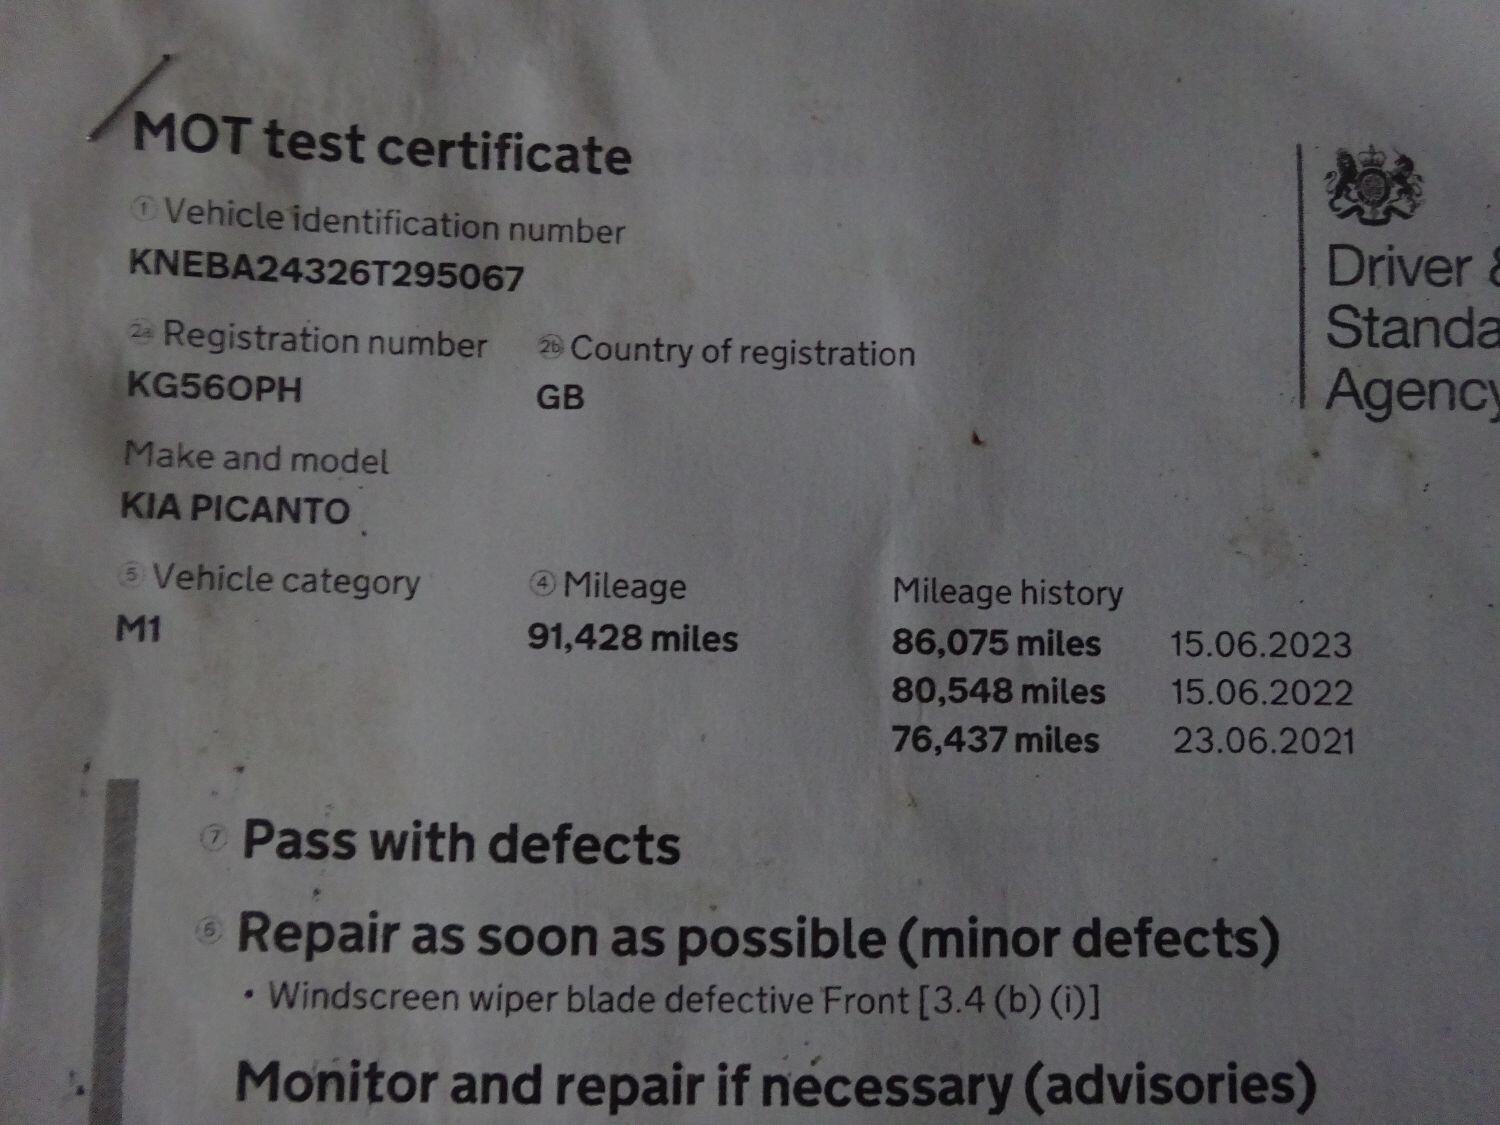 MOT test certificate
1 Vehicle identification number
KNEBA24326T295067
2a Registration number 2b Country of registration
KG56OPH GB
Make and model
KIA PICANTO
5 Vehicle category 4 Mileage Mileage history
M1 91,428 miles 86,075 miles 15.06.2023
80,548 miles 15.06.2022
76,437 miles 23.06.2021
Driver &
Standa
Agency
7 Pass with defects
6 Repair as soon as possible (minor defects)
• Windscreen wiper blade defective Front [3.4 (b) (i)]
Monitor and repair if necessary (advisories)